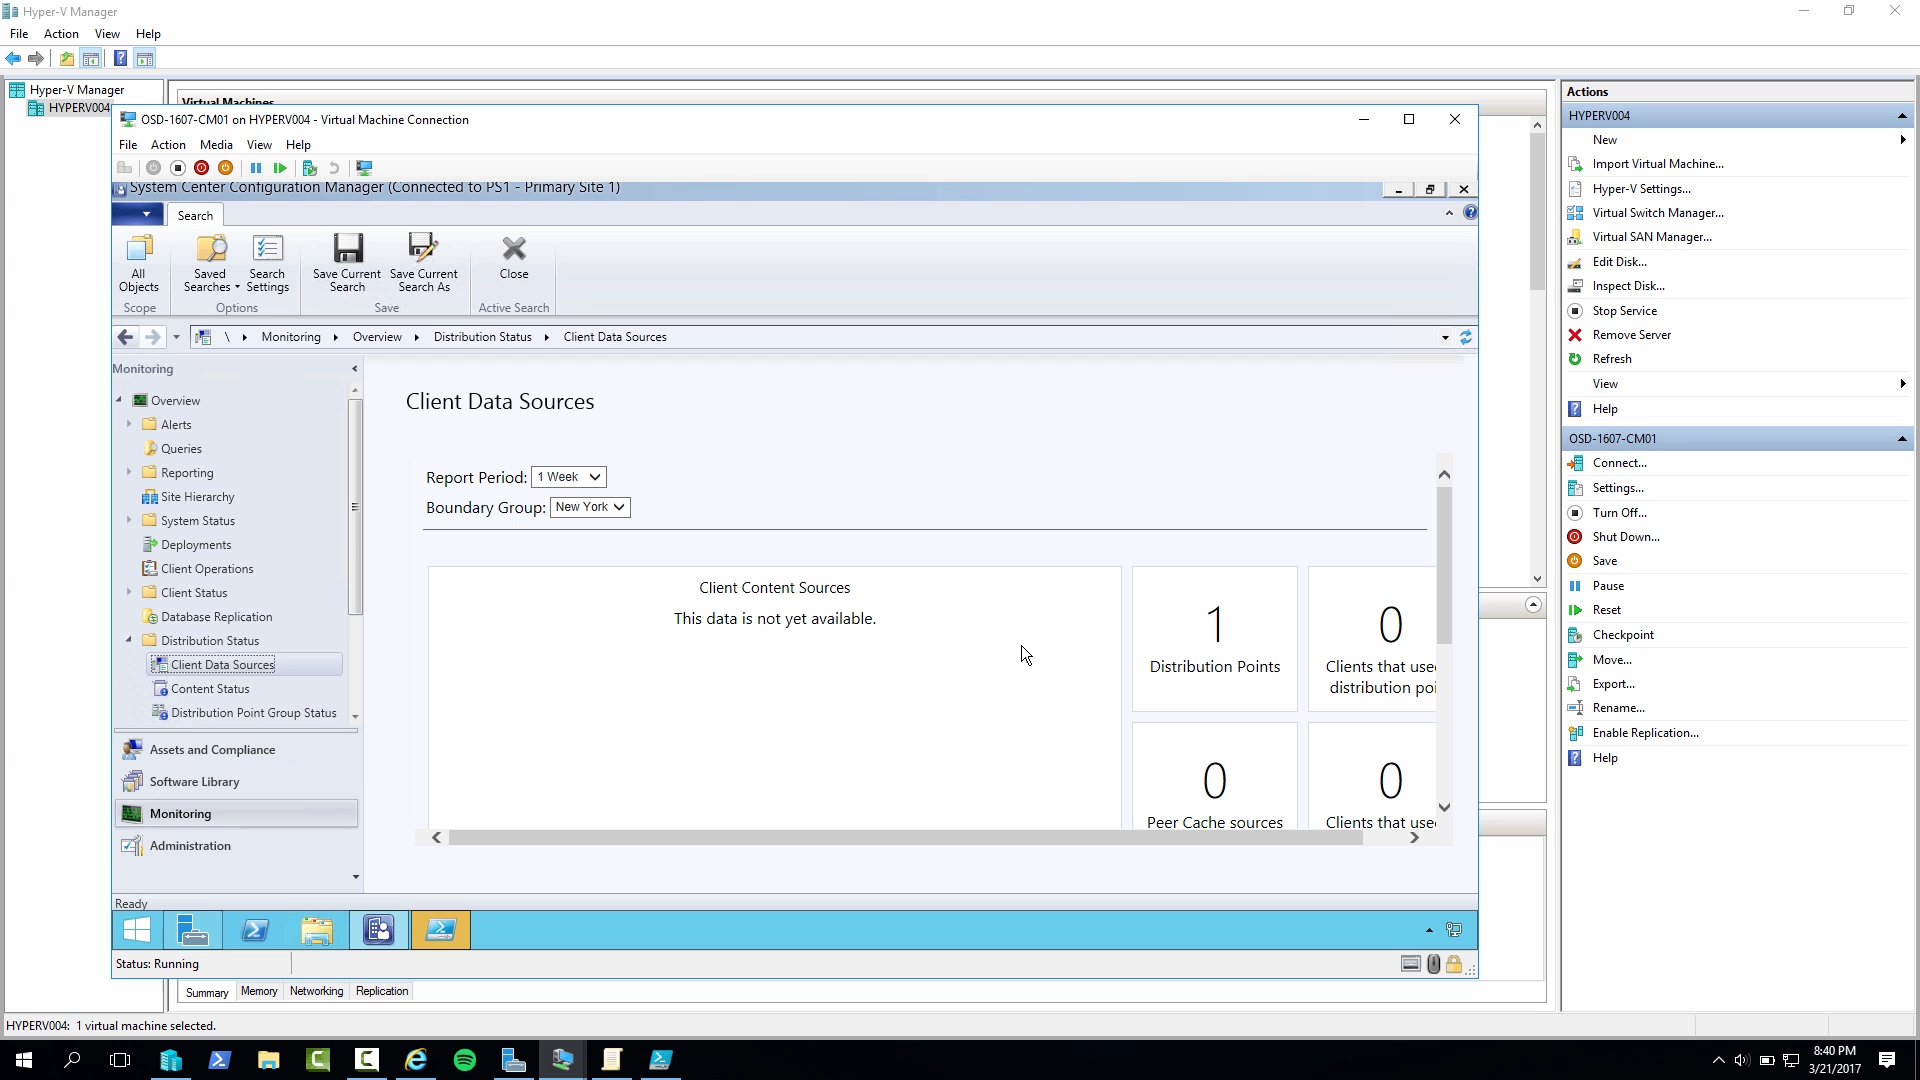 Hyper-V Manager
File Action View Help
Hyper-V Manager
HYPERV004
Virtual Machines
OSD-1607-CM01 on HYPERV004 - Virtual Machine Connection
File Action Media View Help
System Center Configuration Manager (Connected to PS1 - Primary Site 1)
Search
All Objects
Saved Searches
Search Settings
Save Current Search
Save Current Search As
Close
Scope
Options
Save
Active Search
\ Monitoring Overview Distribution Status Client Data Sources
Monitoring
Overview
Alerts
Queries
Reporting
Site Hierarchy
System Status
Deployments
Client Operations
Client Status
Database Replication
Distribution Status
Client Data Sources
Content Status
Distribution Point Group Status
Assets and Compliance
Software Library
Monitoring
Administration
Client Data Sources
Report Period: 1 Week
Boundary Group: New York
Client Content Sources
This data is not yet available.
1
Distribution Points
0
Clients that use
distribution poi
0
Peer Cache sources
0
Clients that use
Ready
Status: Running
Summary Memory Networking Replication
HYPERV004: 1 virtual machine selected.
Actions
HYPERV004
New
Import Virtual Machine...
Hyper-V Settings...
Virtual Switch Manager...
Virtual SAN Manager...
Edit Disk...
Inspect Disk...
Stop Service
Remove Server
Refresh
View
Help
OSD-1607-CM01
Connect...
Settings...
Turn Off...
Shut Down...
Save
Pause
Reset
Checkpoint
Move...
Export...
Rename...
Enable Replication...
Help
8:40 PM
3/21/2017